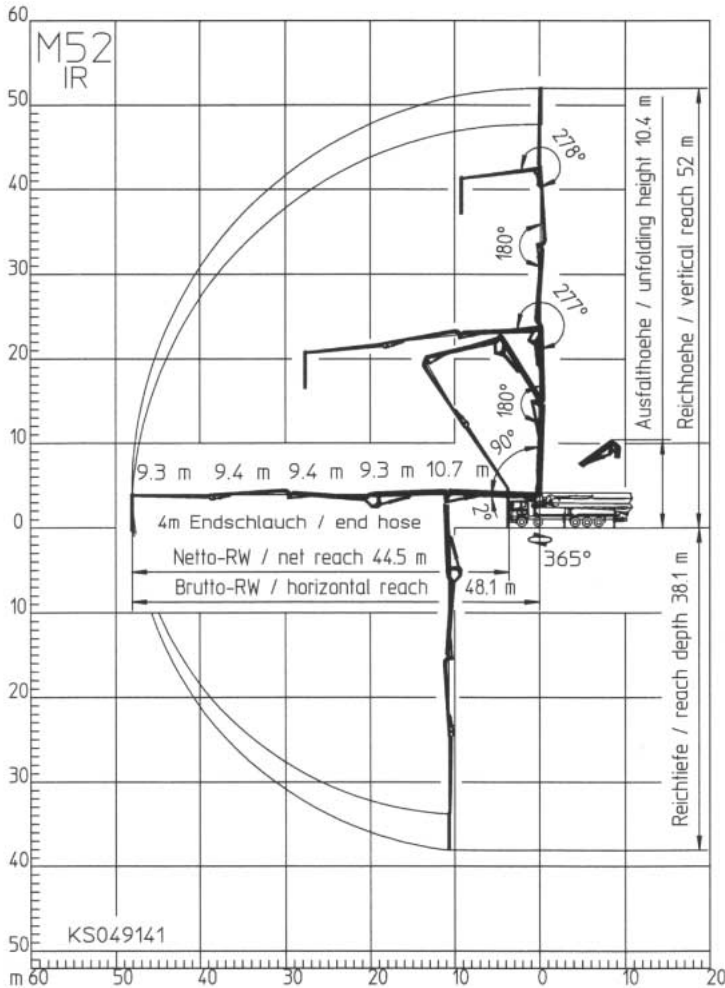 M52
IR
60
50
40
30
20
10
0
10
20
30
40
50
m 60 50 40 30 20 10 0 10 20
278°
180°
277°
180°
90°
2°
365°
Ausfalthoehe / unfolding height 10.4 m
Reichhoehe / vertical reach 52 m
9.3 m 9.4 m 9.4 m 9.3 m 10.7 m
4m Endschlauch / end hose
Netto-RW / net reach 44.5 m
Brutto-RW / horizontal reach 48.1 m
Reichtiefe / reach depth 38.1 m
KS049141